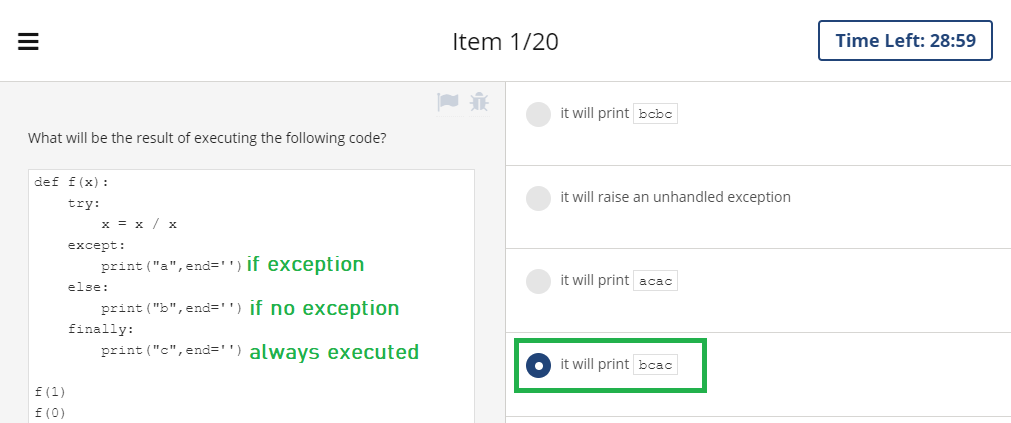 Item 1/20
Time Left: 28:59
What will be the result of executing the following code?
def f(x):
    try:
        x = x / x
    except:
        print("a",end='') if exception
    else:
        print("b",end='') if no exception
    finally:
        print("c",end='') always executed
f(1)
f(0)
it will print bcbc
it will raise an unhandled exception
it will print acac
it will print bcac